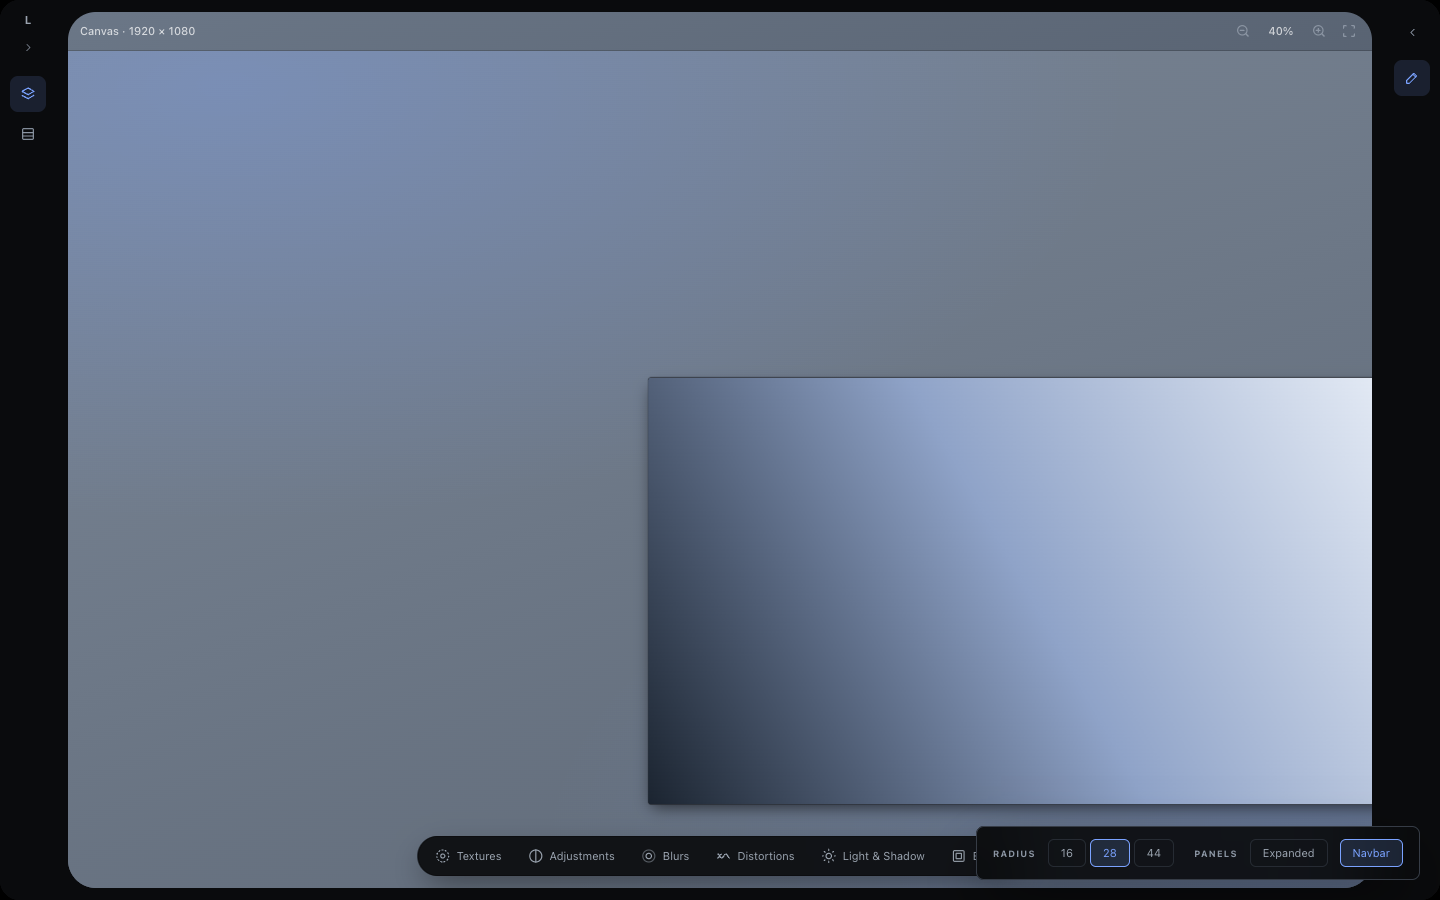 L
Canvas · 1920 × 1080
40%
Textures
Adjustments
Blurs
Distortions
Light & Shadow
RADIUS
16
28
44
PANELS
Expanded
Navbar